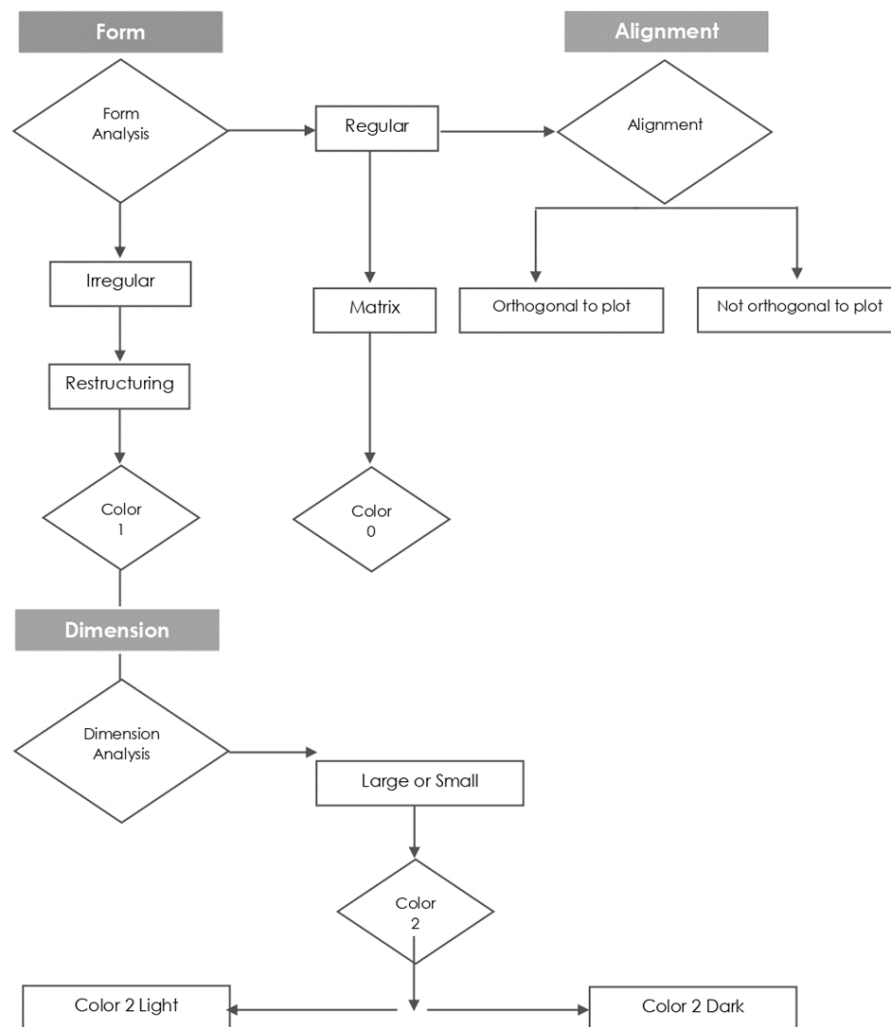 Form
Alignment
Form
Analysis
Regular
Alignment
Irregular
Matrix
Orthogonal to plot
Not orthogonal to plot
Restructuring
Color
1
Color
0
Dimension
Dimension
Analysis
Large or Small
Color
2
Color 2 Light
Color 2 Dark